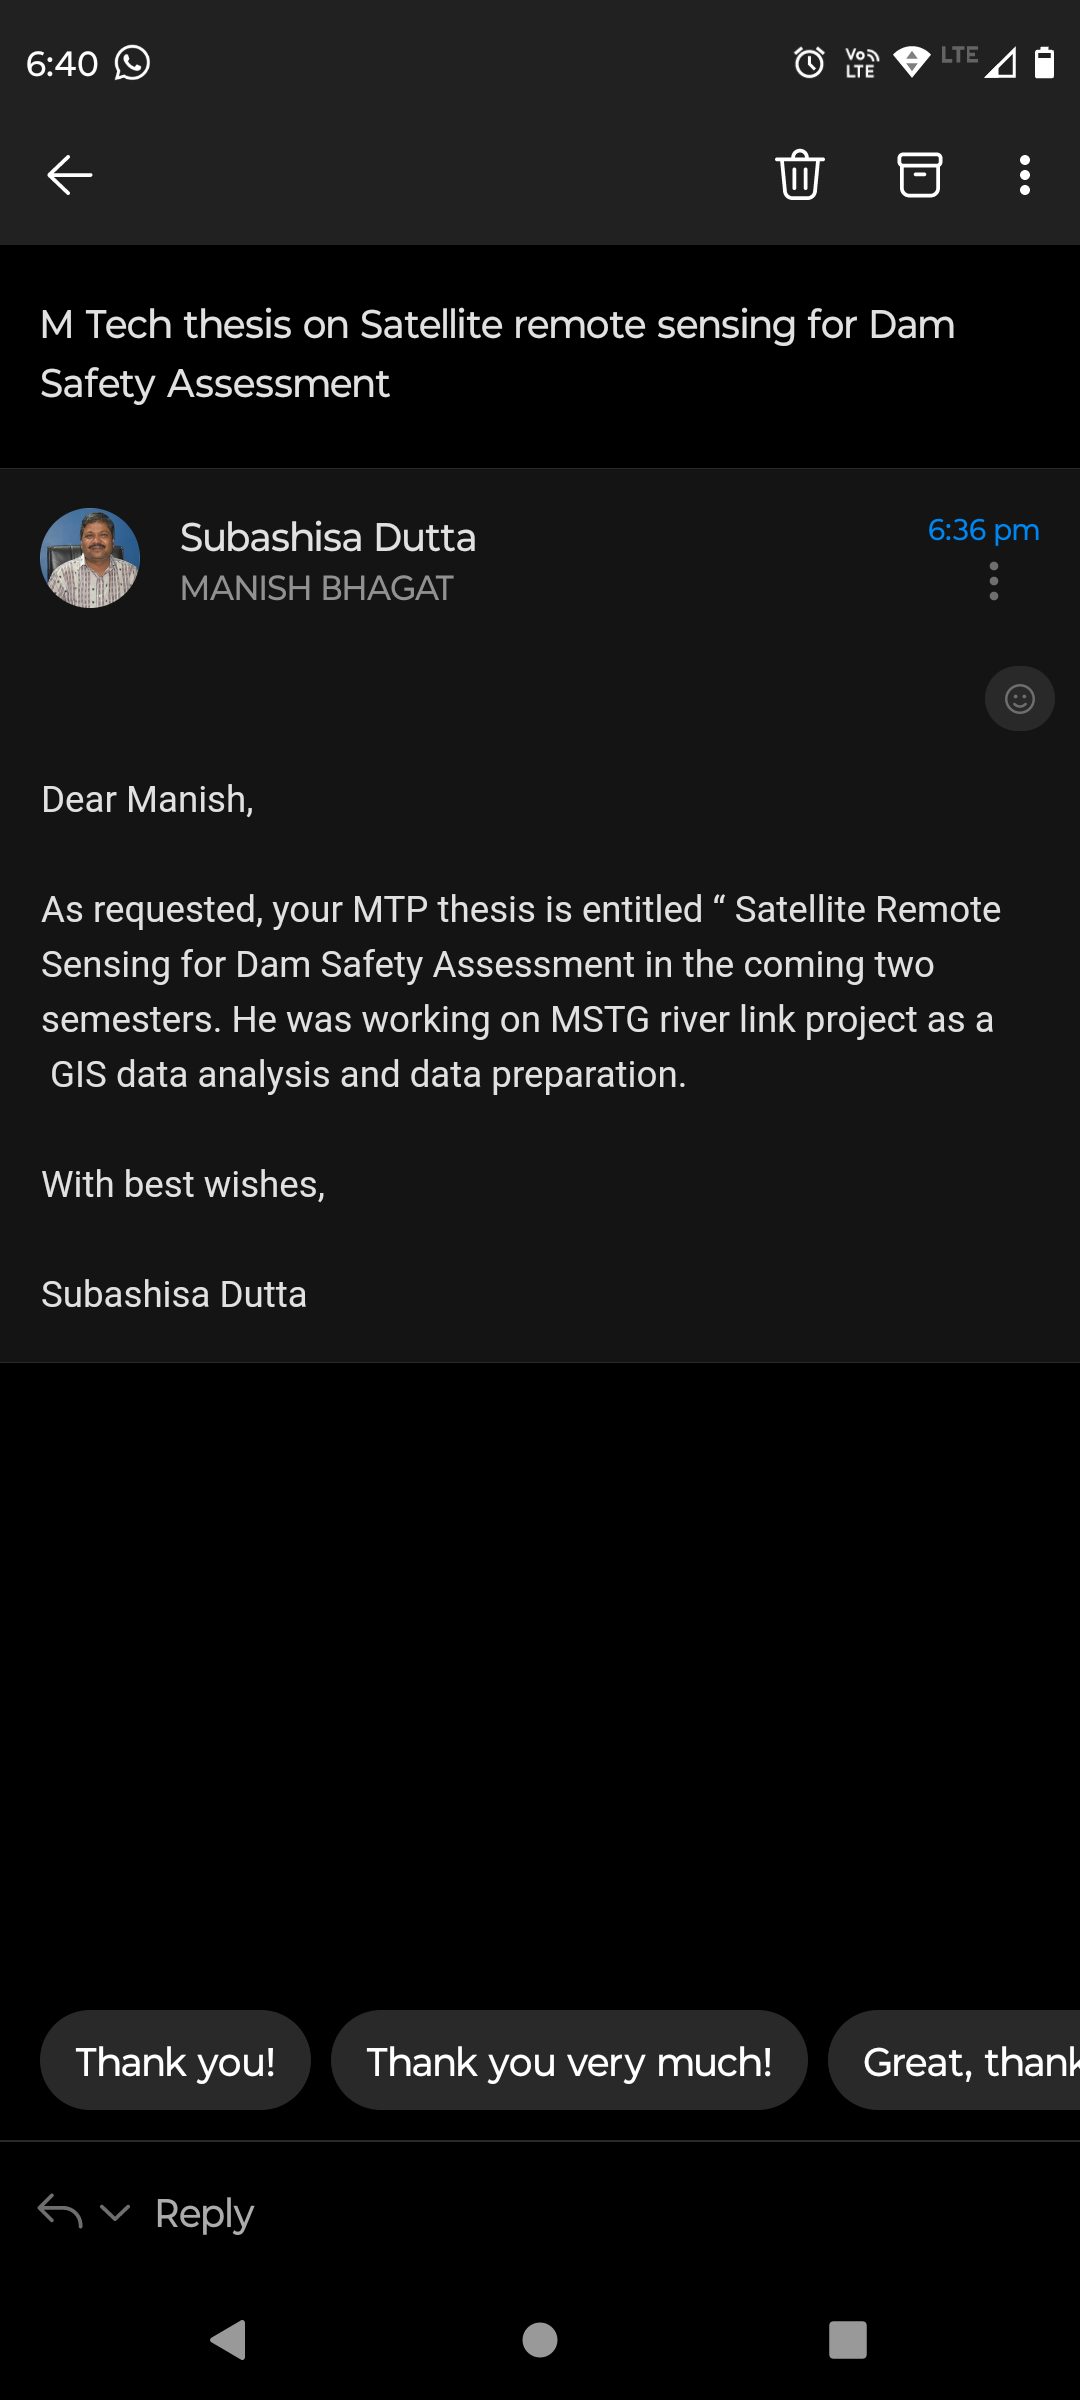 6:40
Vo LTE
LTE
M Tech thesis on Satellite remote sensing for Dam
Safety Assessment
Subashisa Dutta
6:36 pm
MANISH BHAGAT
Dear Manish,
As requested, your MTP thesis is entitled “ Satellite Remote
Sensing for Dam Safety Assessment in the coming two
semesters. He was working on MSTG river link project as a
GIS data analysis and data preparation.
With best wishes,
Subashisa Dutta
Thank you!
Thank you very much!
Great, thank
Reply